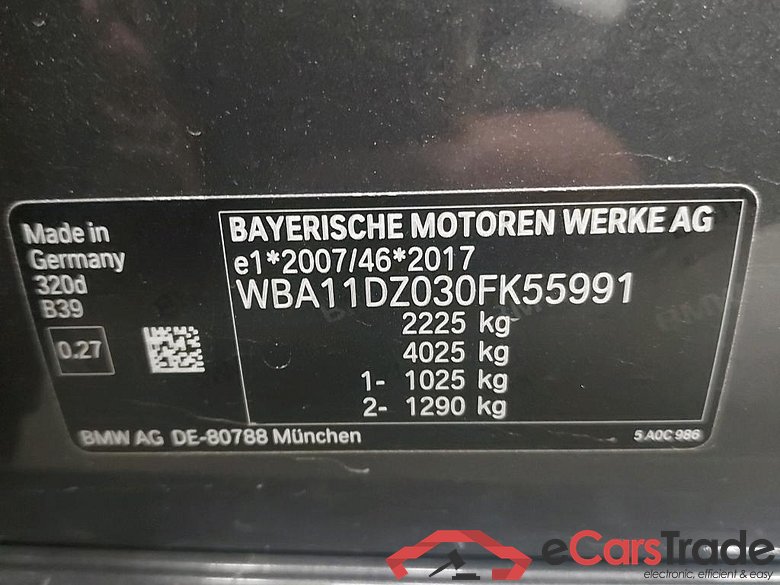 Made in
Germany
320d
B39
0.27
BAYERISCHE MOTOREN WERKE AG
e1*2007/46*2017
WBA11DZ030FK55991
2225 kg
4025 kg
1- 1025 kg
2- 1290 kg
BMW AG DE-80788 München
5 A0C 986
eCarsTrade
electronic, efficient & easy